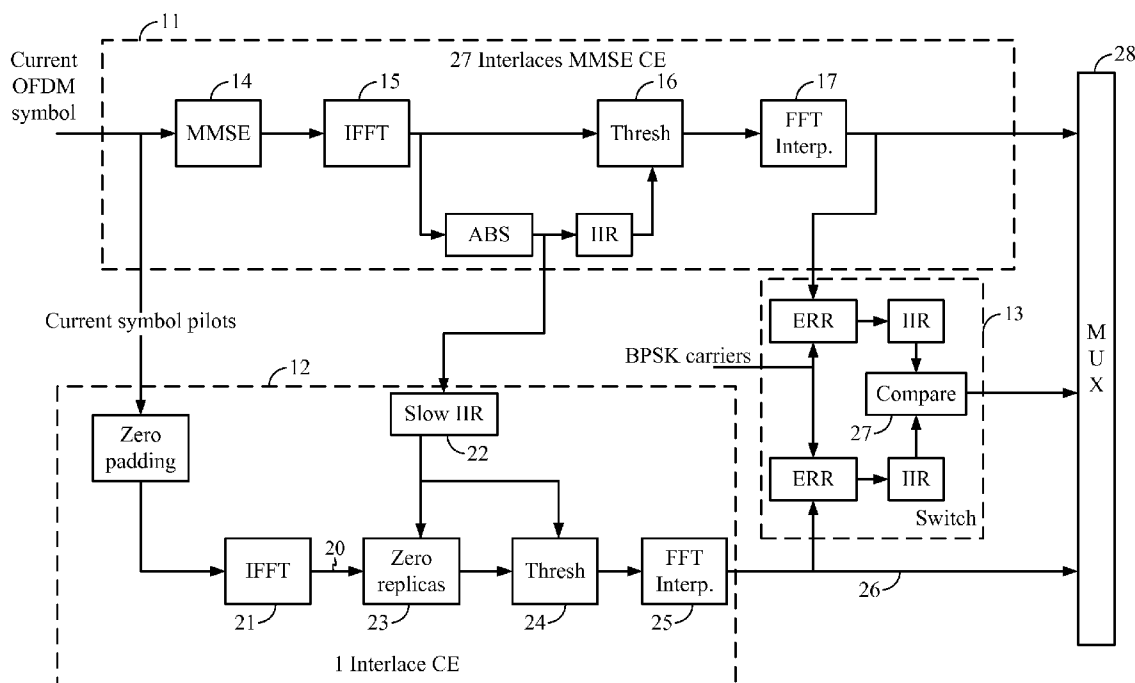 11
Current
OFDM
symbol
27 Interlaces MMSE CE
28
14
15
16
17
MMSE
IFFT
Thresh
FFT
Interp.
ABS
IIR
Current symbol pilots
13
ERR
IIR
BPSK carriers
Compare
27
ERR
IIR
Switch
MUX
12
Slow IIR
22
Zero
padding
20
IFFT
21
Zero
replicas
23
Thresh
24
FFT
Interp.
25
26
1 Interlace CE